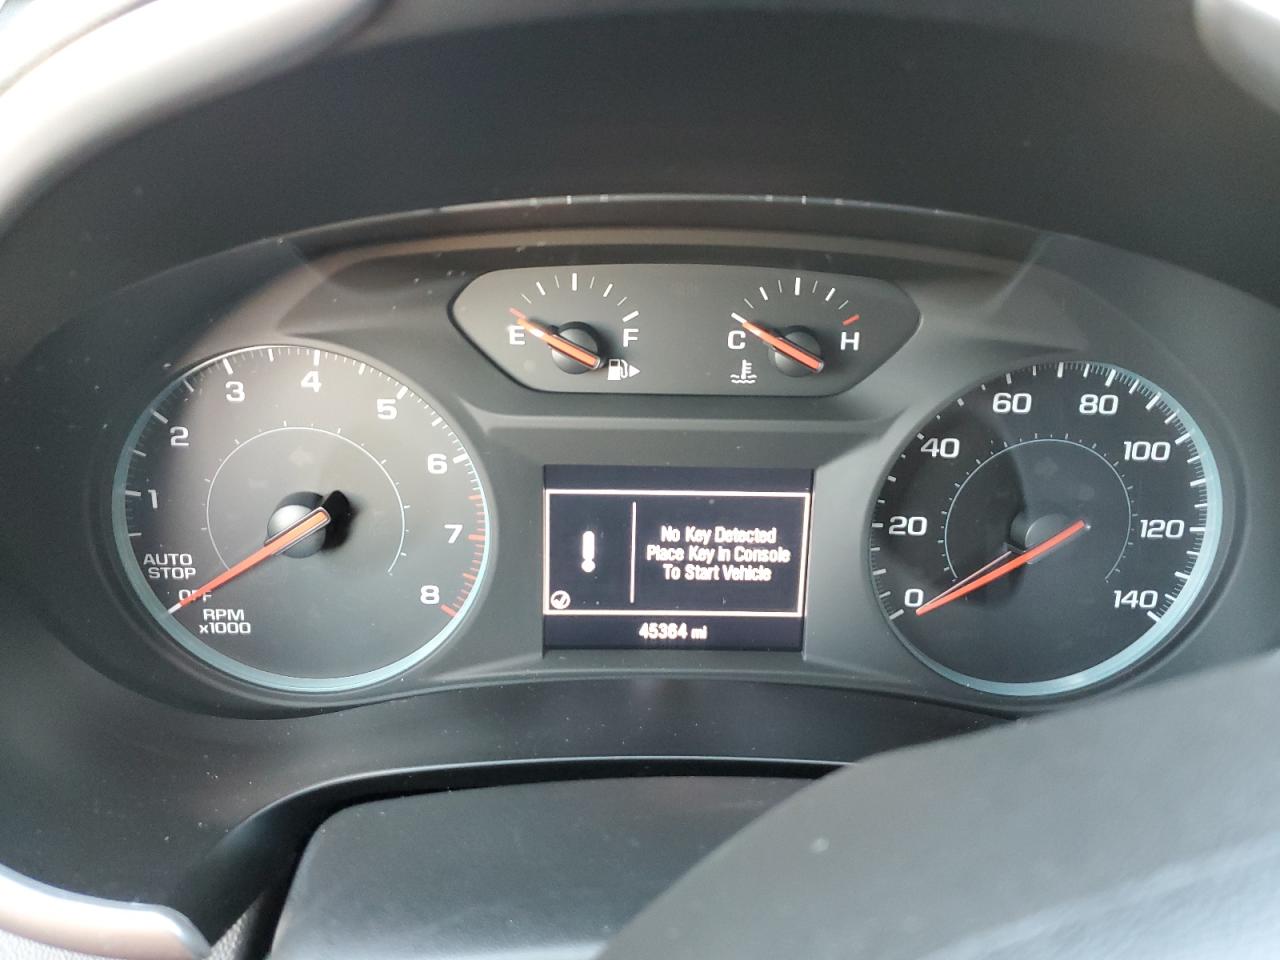 E F
C H
1
2
3
4
5
6
7
8
AUTO
STOP
OFF
RPM
x1000
No Key Detected
Place Key In Console
To Start Vehicle
45364 mi
0
20
40
60
80
100
120
140